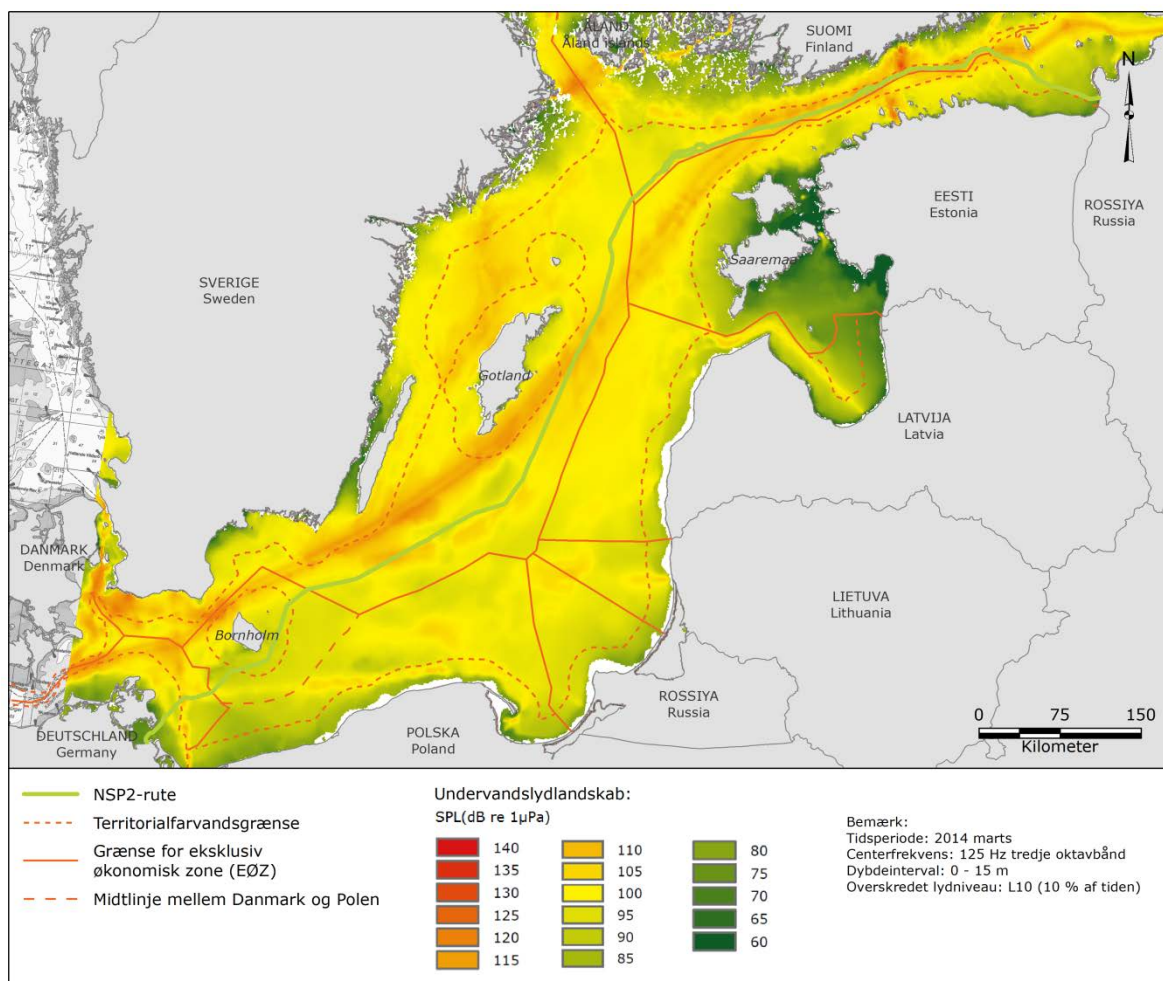 ÅLAND
Åland islands
SUOMI
Finland
N
SVERIGE
Sweden
Saaremaa
EESTI
Estonia
ROSSIYA
Russia
Gotland
LATVIJA
Latvia
DANMARK
Denmark
Bornholm
LIETUVA
Lithuania
ROSSIYA
Russia
DEUTSCHLAND
Germany
POLSKA
Poland
0 75 150
Kilometer
NSP2-rute
Territorialfarvandsgrænse
Grænse for eksklusiv
økonomisk zone (EØZ)
Midtlinje mellem Danmark og Polen
Undervandslydlandskab:
SPL(dB re 1µPa)
140
135
130
125
120
115
110
105
100
95
90
85
80
75
70
65
60
Bemærk:
Tidsperiode: 2014 marts
Centerfrekvens: 125 Hz tredje oktavbånd
Dybdeinterval: 0 - 15 m
Overskredet lydniveau: L10 (10 % af tiden)